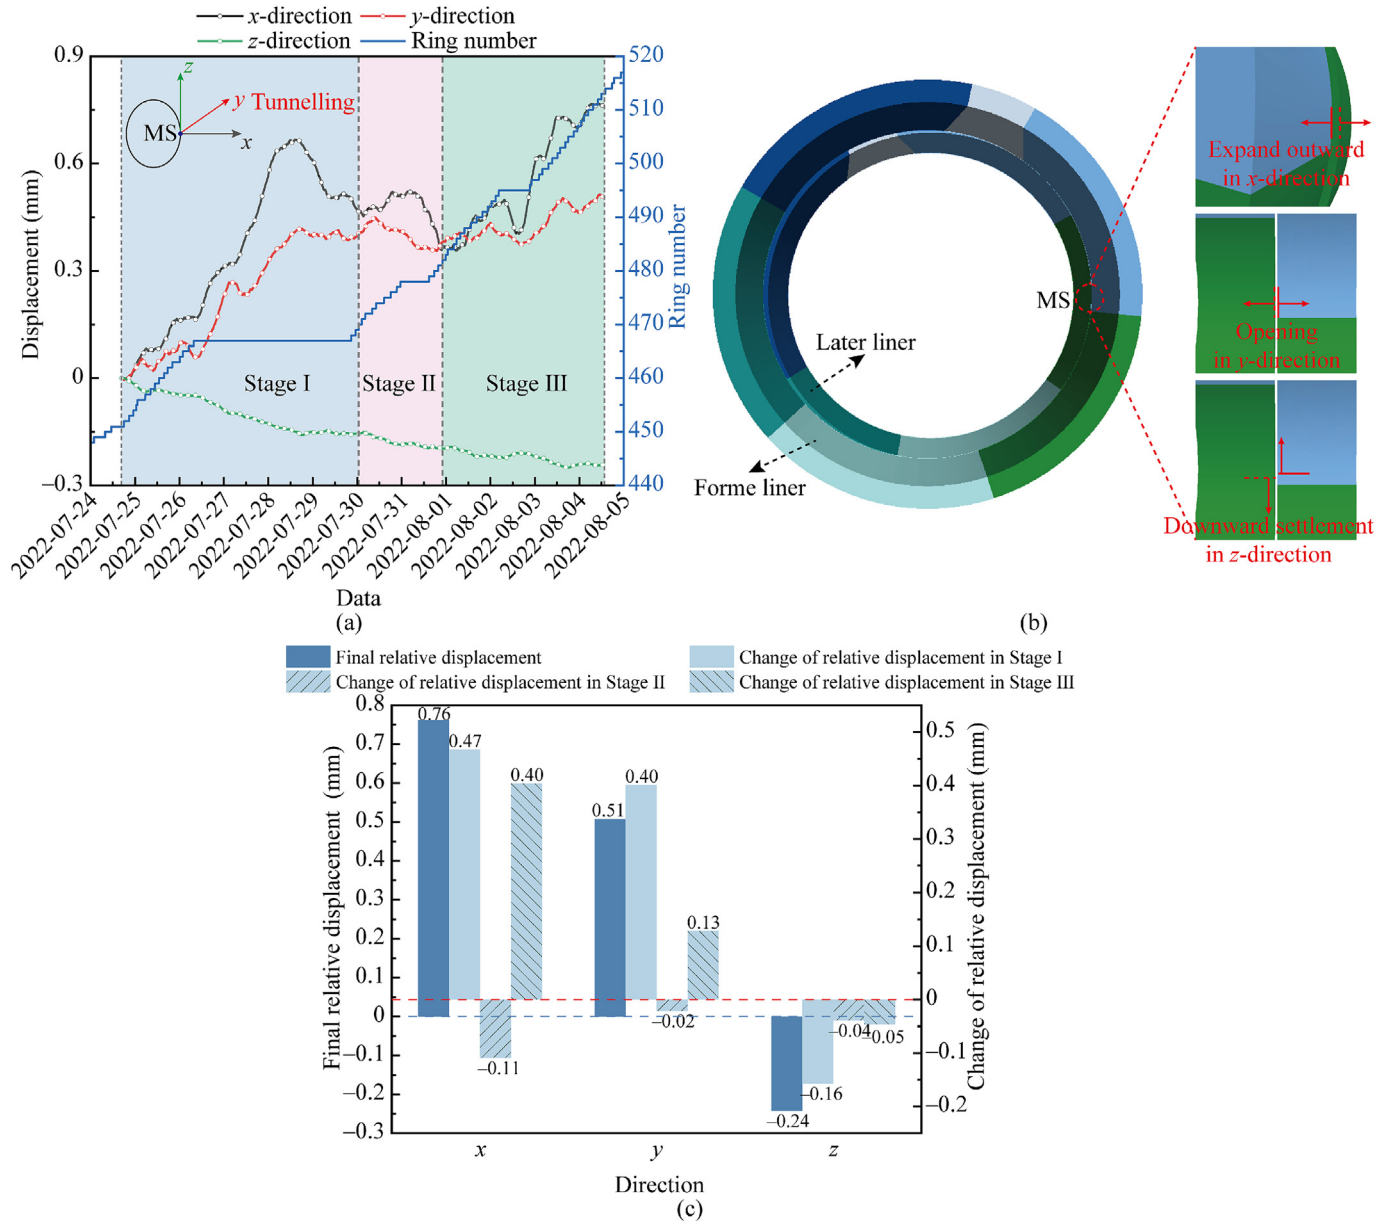 x-direction
y-direction
z-direction
Ring number
0.9
0.6
0.3
0
–0.3
Displacement (mm)
520
510
500
490
480
470
460
450
440
Ring number
z
y Tunnelling
MS
x
Stage I
Stage II
Stage III
2022-07-24
2022-07-25
2022-07-26
2022-07-27
2022-07-28
2022-07-29
2022-07-30
2022-07-31
2022-08-01
2022-08-02
2022-08-03
2022-08-04
2022-08-05
Data
(a)
MS
Later liner
Forme liner
Expand outward
in x-direction
Opening
in y-direction
Downward settlement
in z-direction
(b)
Final relative displacement
Change of relative displacement in Stage I
Change of relative displacement in Stage II
Change of relative displacement in Stage III
0.8
0.7
0.6
0.5
0.4
0.3
0.2
0.1
0
–0.1
–0.2
–0.3
Final relative displacement (mm)
0.76
0.47
–0.11
0.40
0.51
0.40
–0.02
0.13
–0.24
–0.16
–0.04
–0.05
0.5
0.4
0.3
0.2
0.1
0
–0.1
–0.2
Change of relative displacement (mm)
x
y
z
Direction
(c)